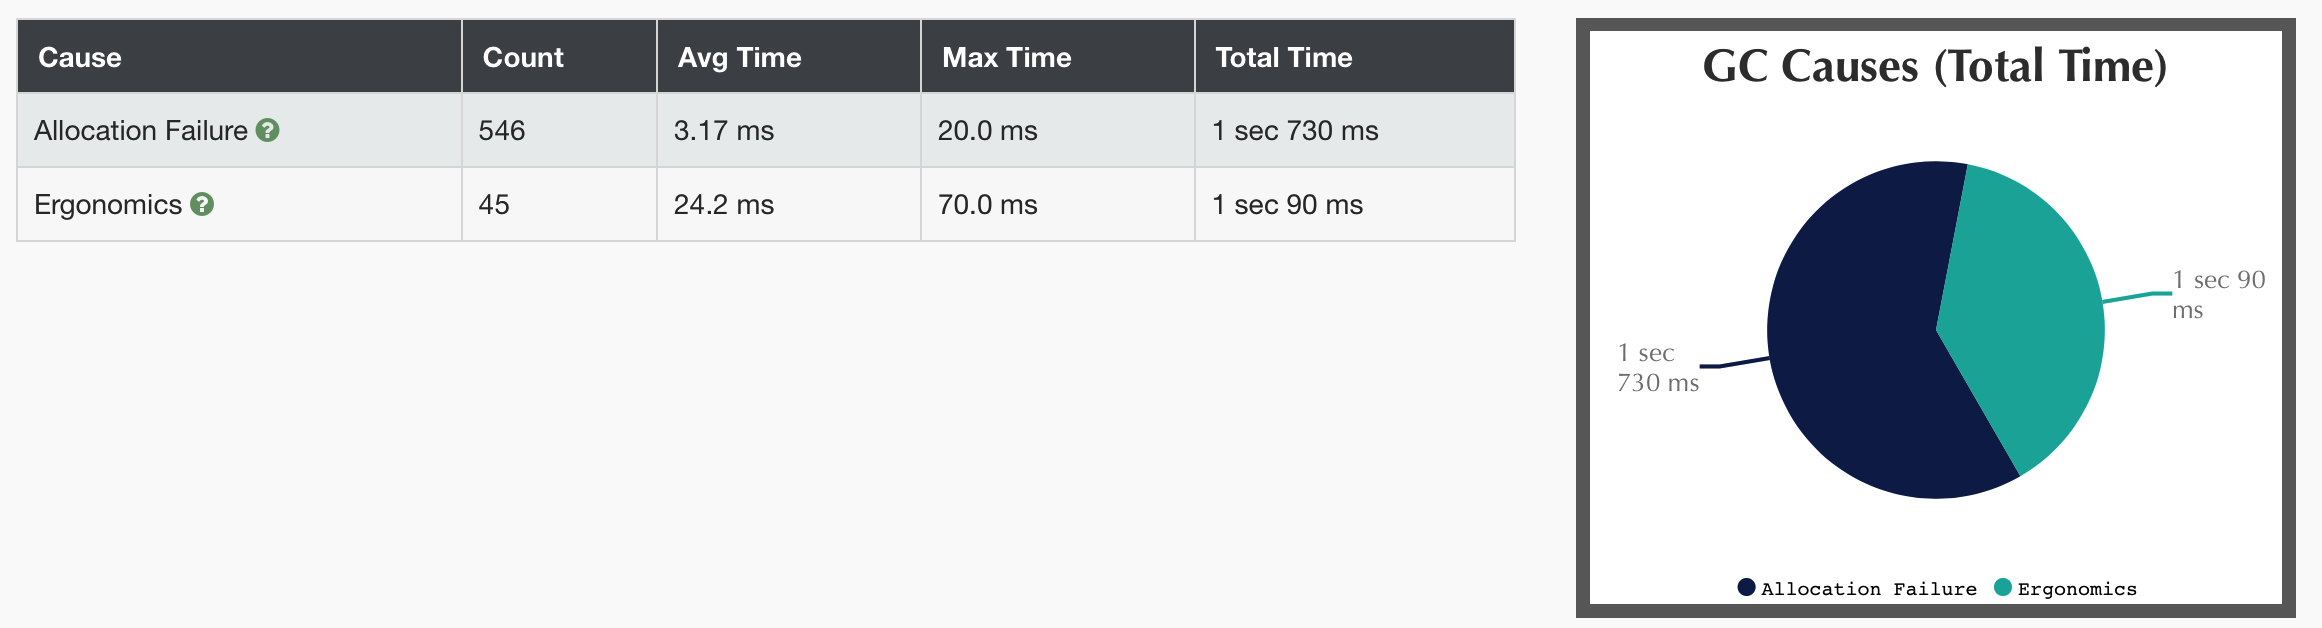 Cause Count Avg Time Max Time Total Time
Allocation Failure ? 546 3.17 ms 20.0 ms 1 sec 730 ms
Ergonomics ? 45 24.2 ms 70.0 ms 1 sec 90 ms
GC Causes (Total Time)
1 sec 90
ms
1 sec
730 ms
Allocation Failure Ergonomics